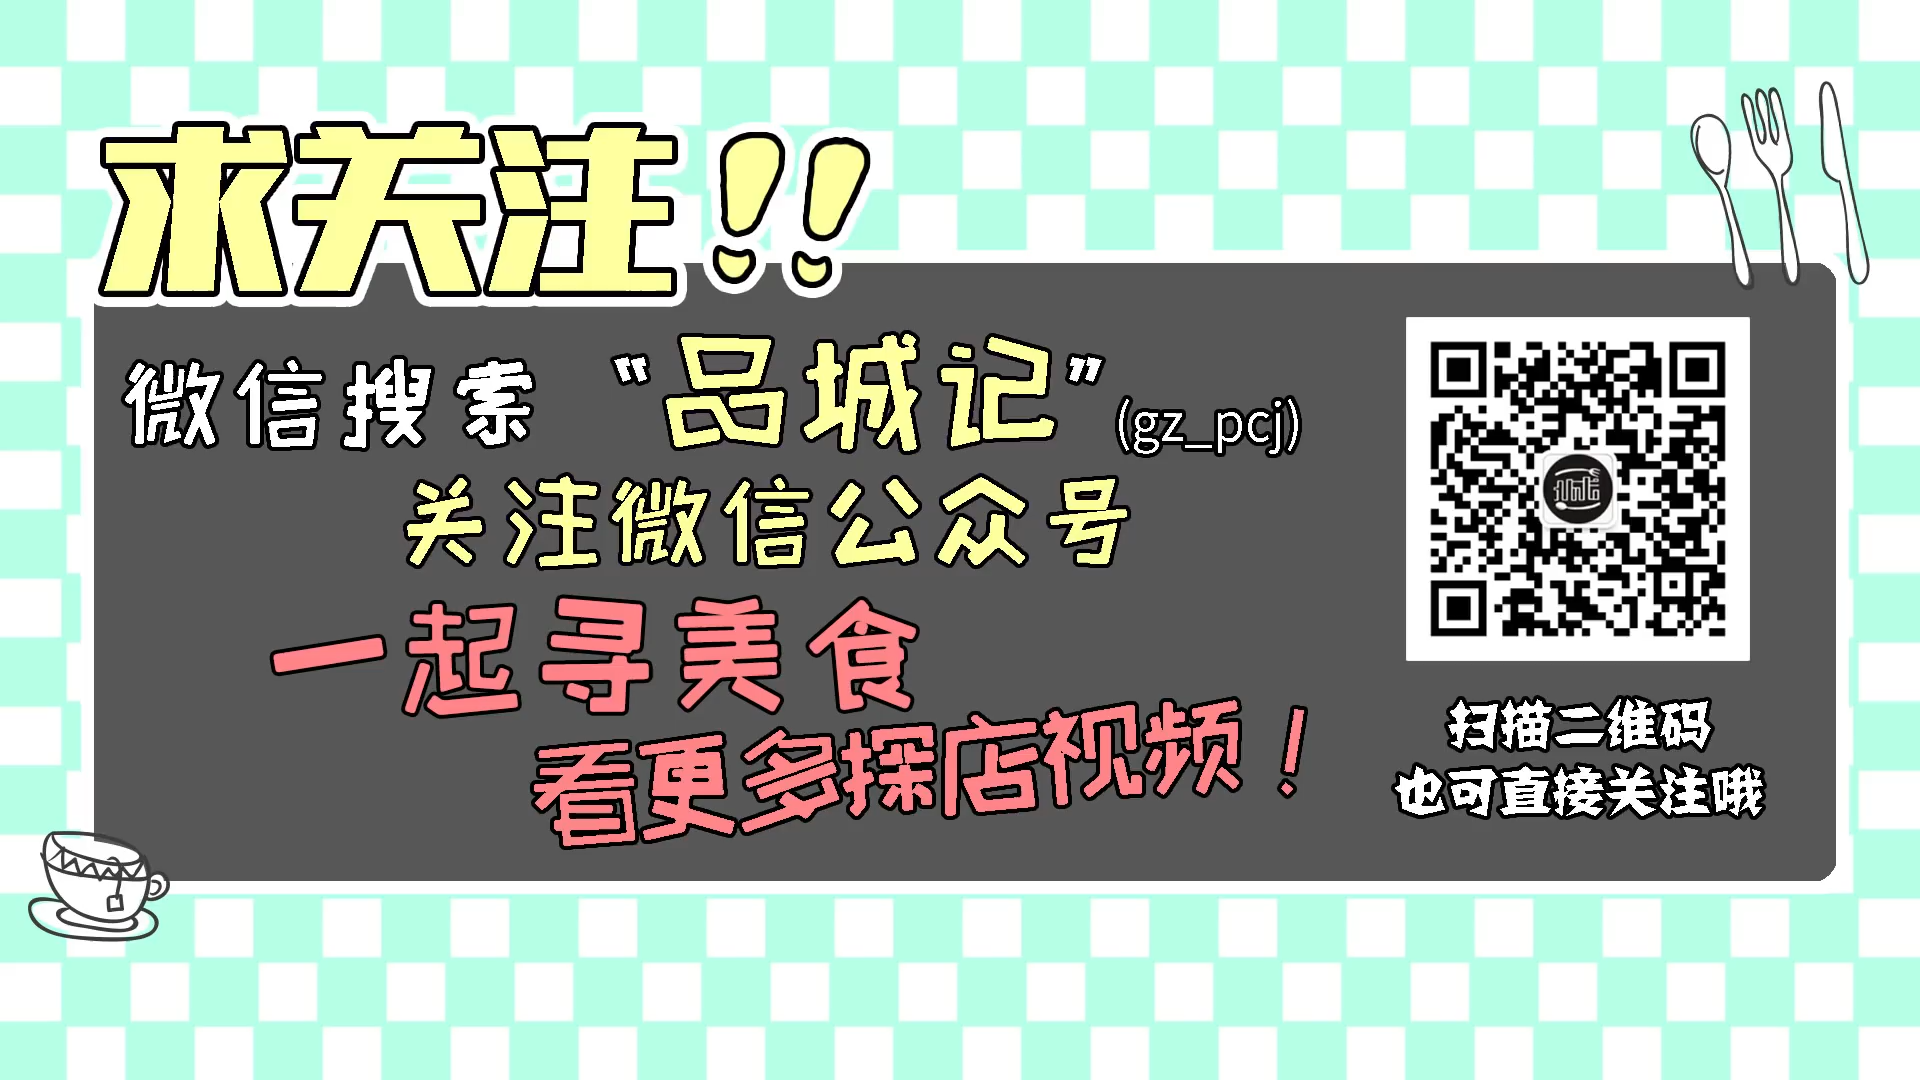 求关注!!
微信搜索“品城记”(gz_pcj)
关注微信公众号
一起寻美食
看更多探店视频！
城
扫描二维码
也可直接关注哦